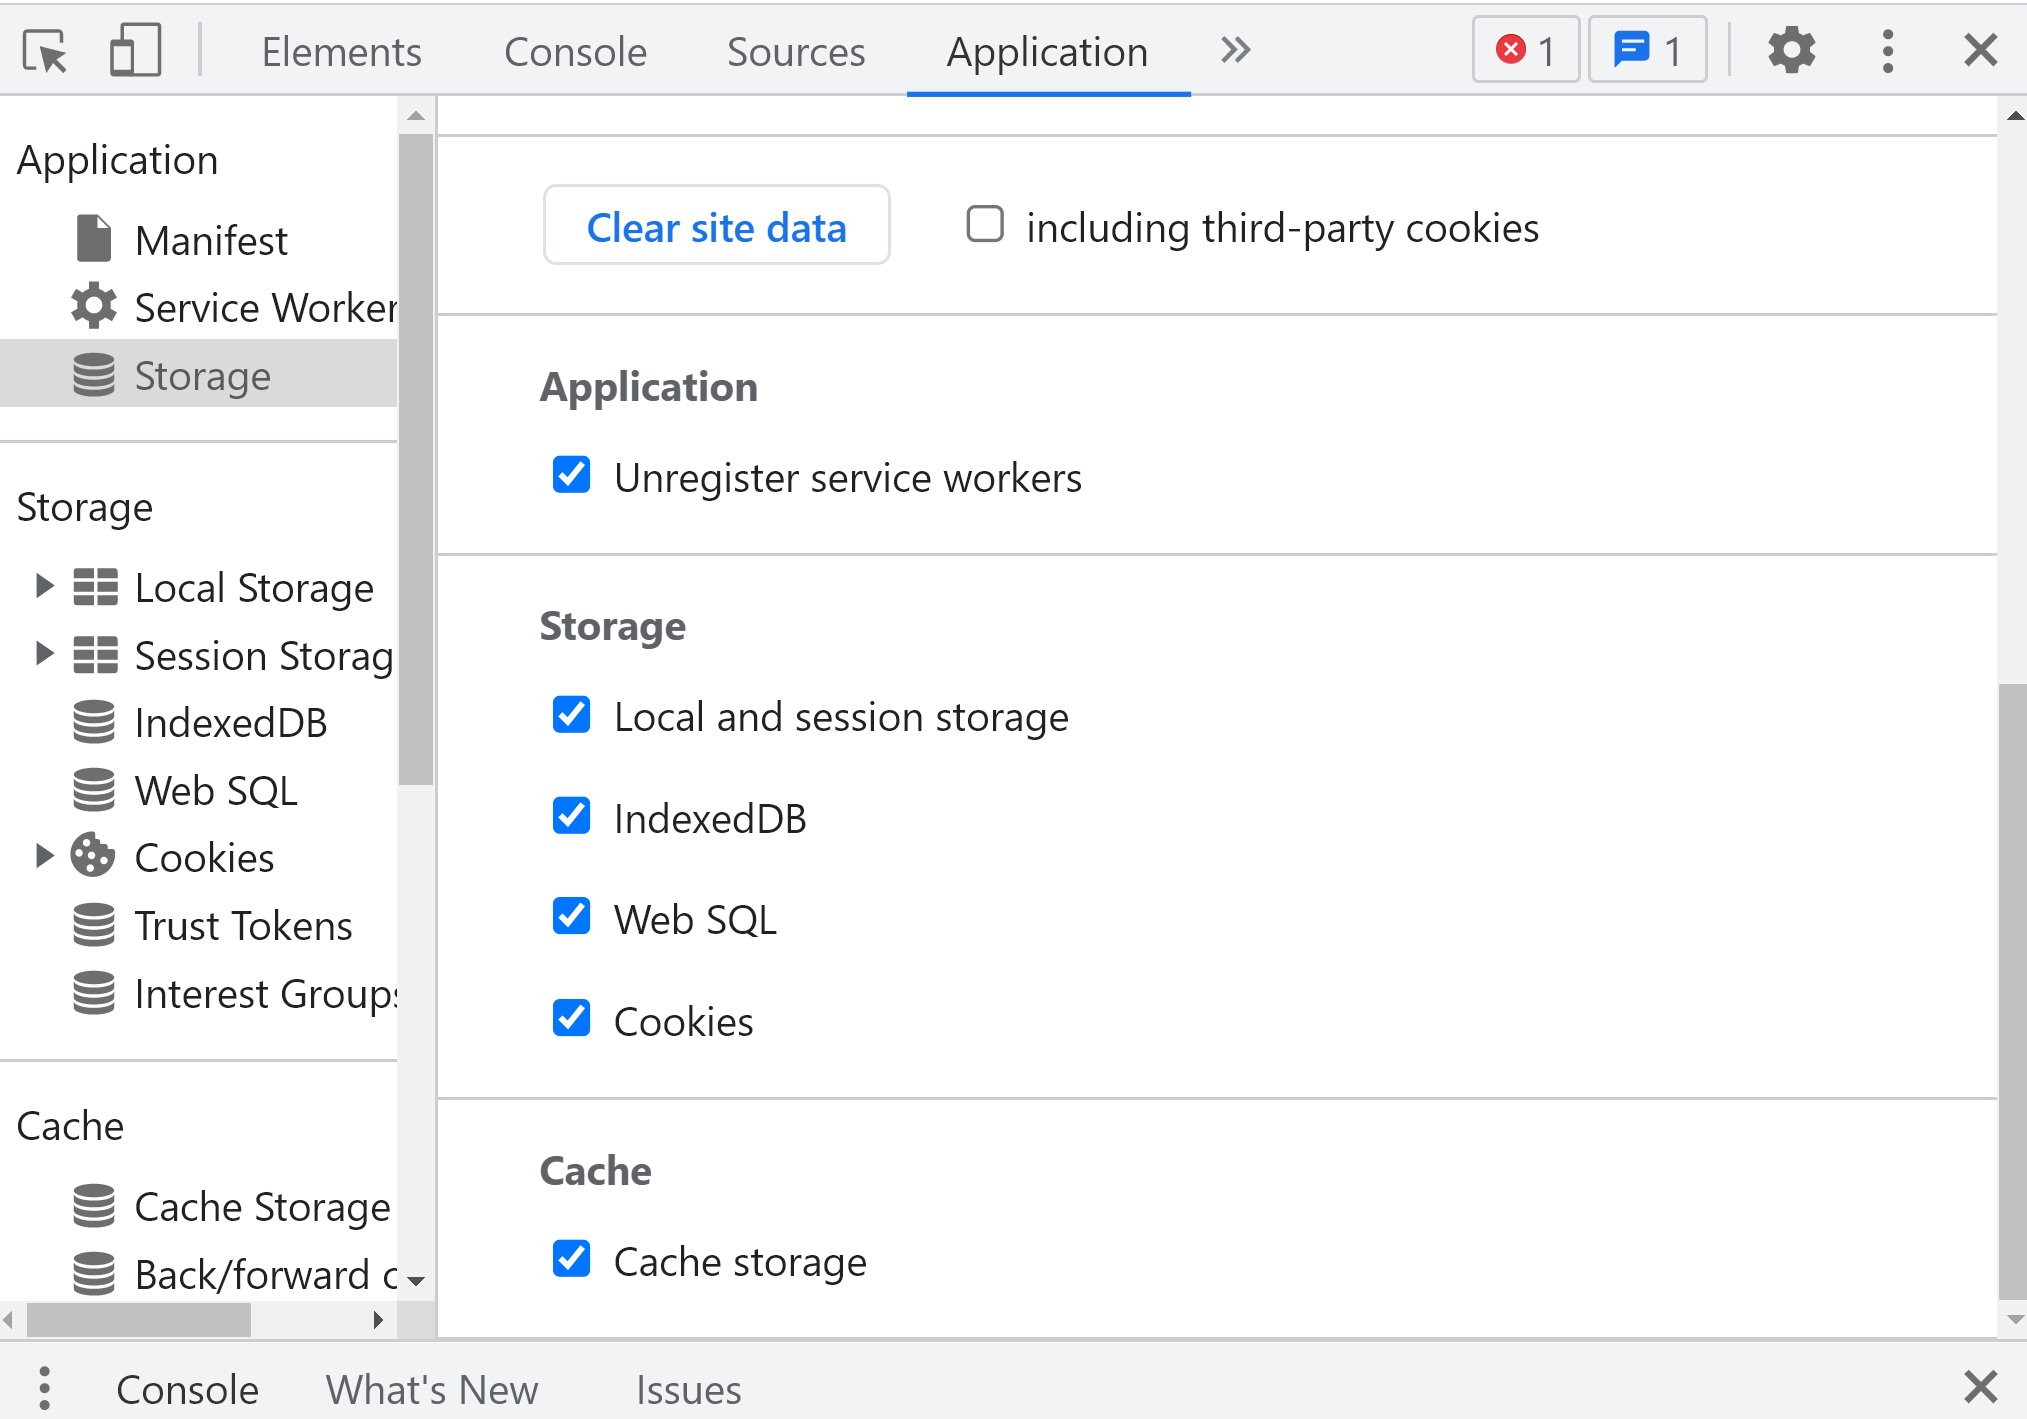 Elements Console Sources Application 1 1
Application
Manifest
Service Worker
Storage
Storage
Local Storage
Session Storag
IndexedDB
Web SQL
Cookies
Trust Tokens
Interest Groups
Cache
Cache Storage
Back/forward c
Clear site data including third-party cookies
Application
Unregister service workers
Storage
Local and session storage
IndexedDB
Web SQL
Cookies
Cache
Cache storage
Console What's New Issues